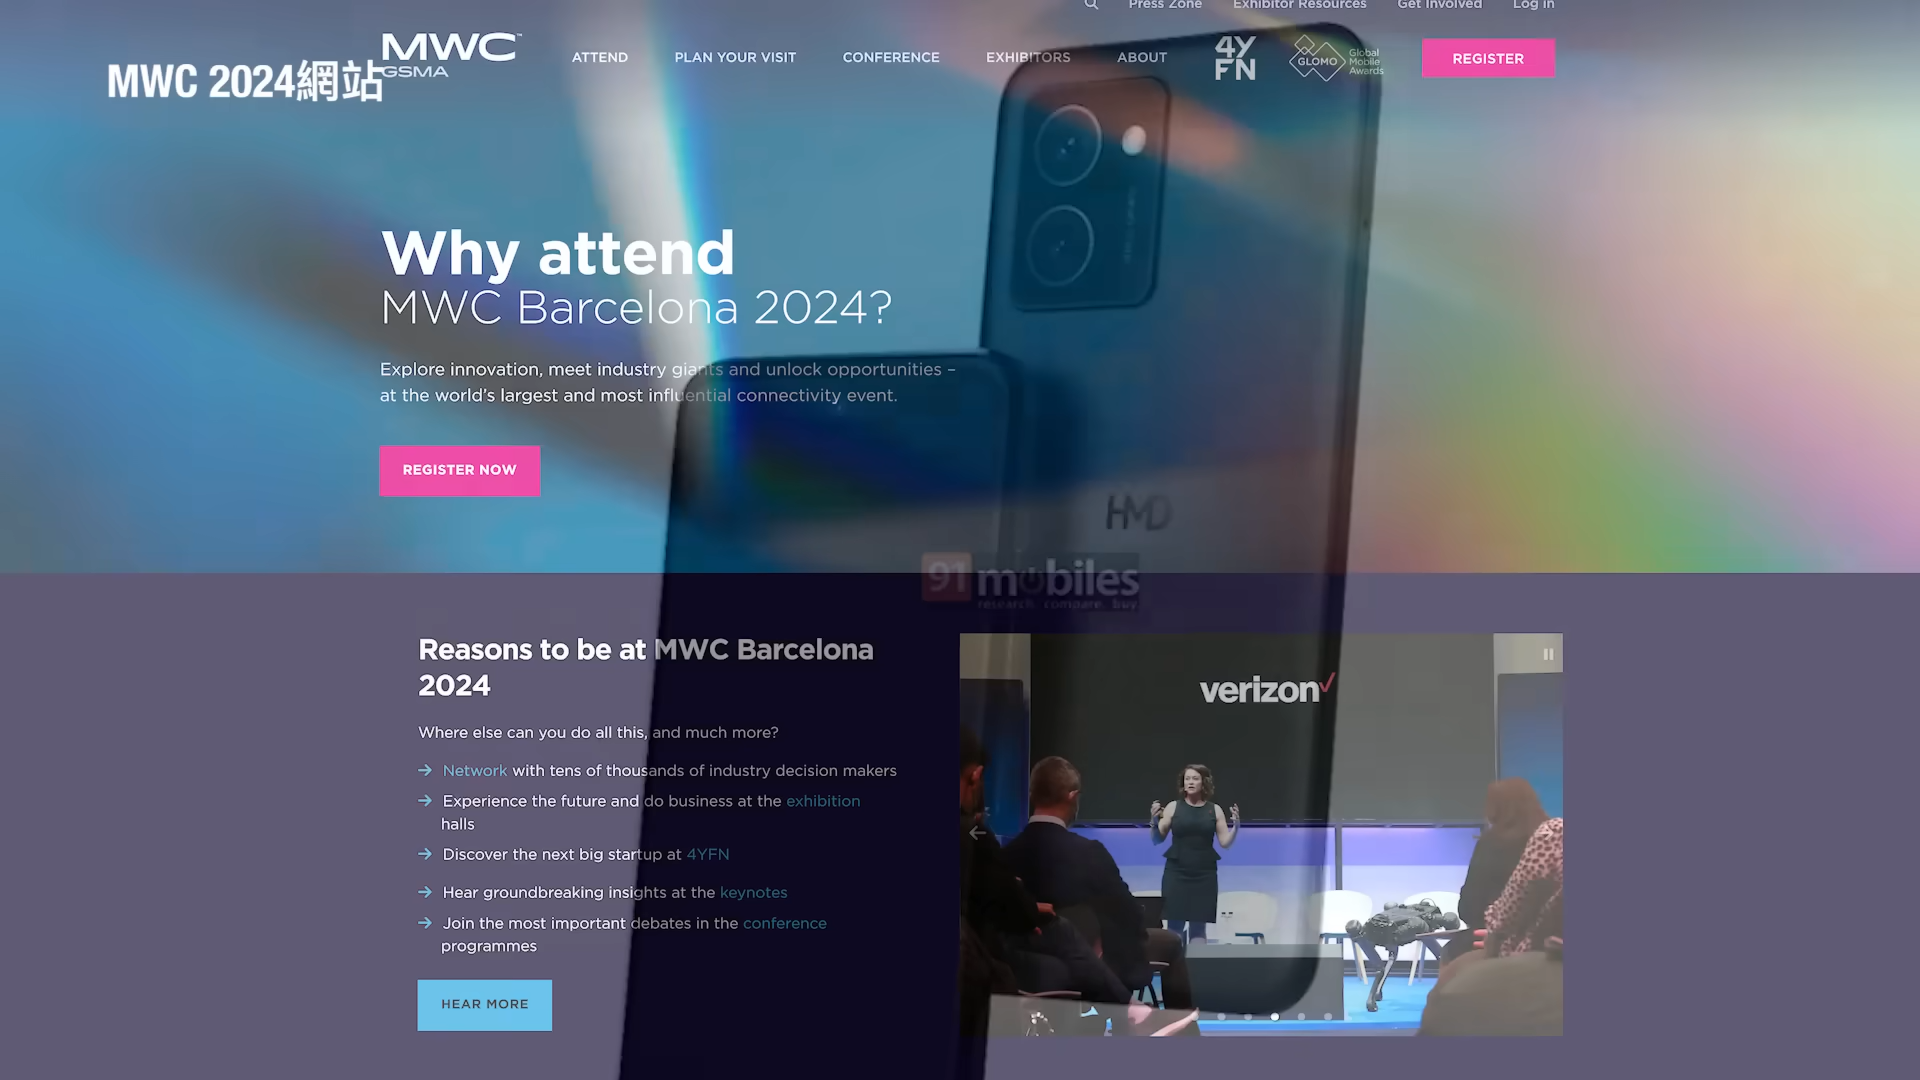 Press Zone
Exhibitor Resources
Get Involved
Log in
MWC 2024網站
MWC™
GSMA
ATTEND
PLAN YOUR VISIT
CONFERENCE
EXHIBITORS
ABOUT
4Y
FN
GLOMO
Global
Mobile
Awards
REGISTER
Why attend
MWC Barcelona 2024?
Explore innovation, meet industry giants and unlock opportunities –
at the world's largest and most influential connectivity event.
REGISTER NOW
HMD
91mobiles
research. compare. buy.
Reasons to be at MWC Barcelona
2024
Where else can you do all this, and much more?
Network with tens of thousands of industry decision makers
Experience the future and do business at the exhibition
halls
Discover the next big startup at 4YFN
Hear groundbreaking insights at the keynotes
Join the most important debates in the conference
programmes
HEAR MORE
verizon